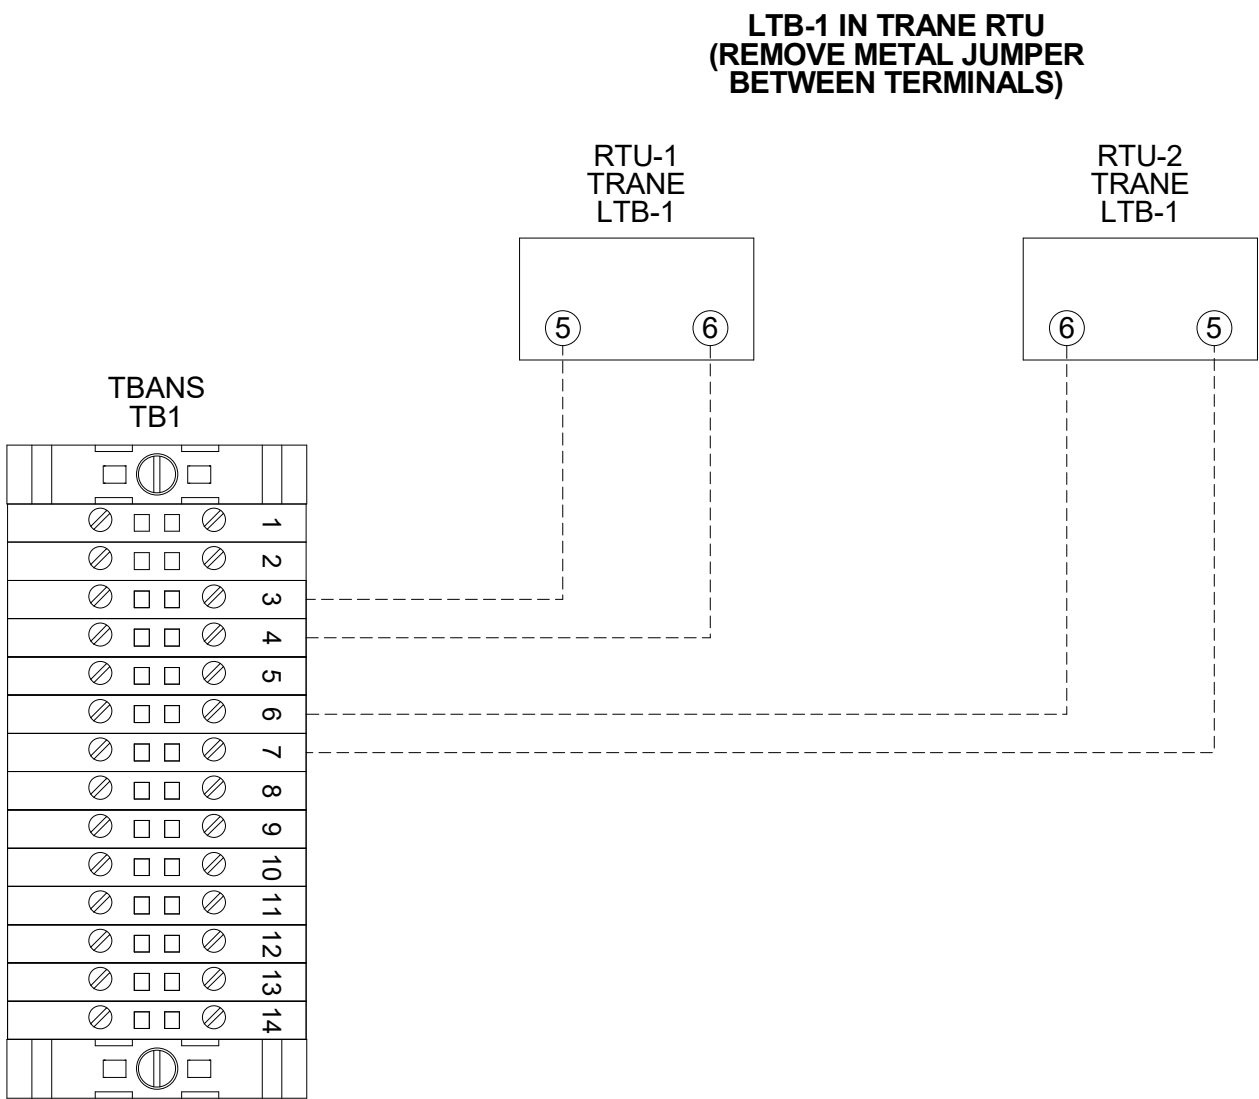 LTB-1 IN TRANE RTU
(REMOVE METAL JUMPER
BETWEEN TERMINALS)
RTU-1
TRANE
LTB-1
5
6
RTU-2
TRANE
LTB-1
6
5
TBANS
TB1
1
2
3
4
5
6
7
8
9
10
11
12
13
14